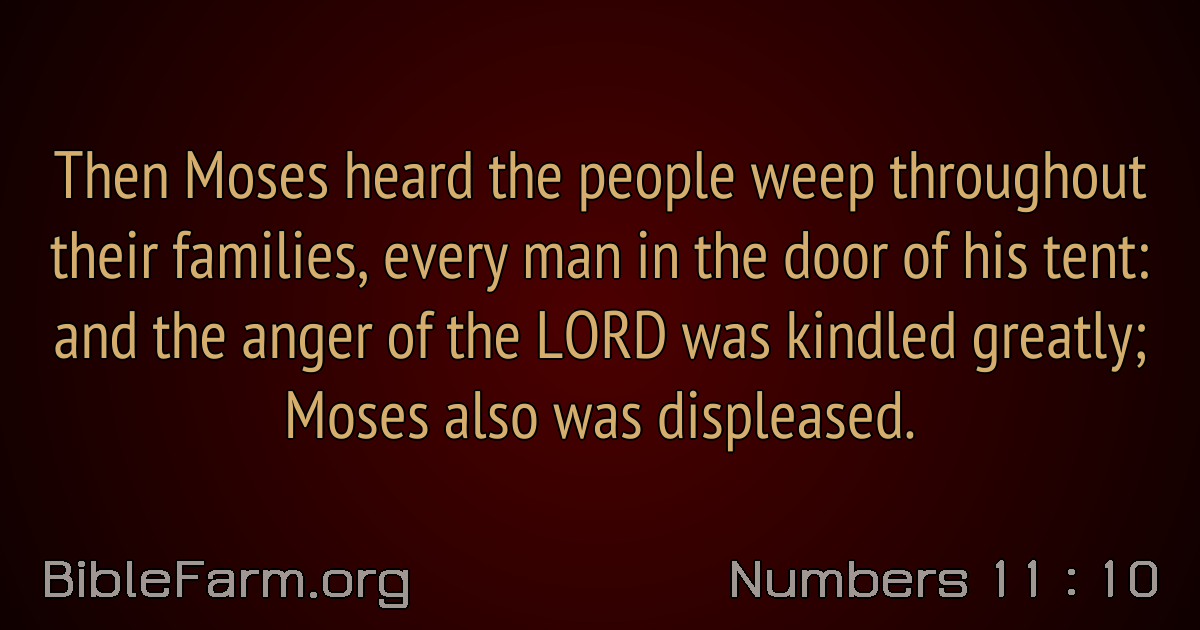 Then Moses heard the people weep throughout
their families, every man in the door of his tent:
and the anger of the LORD was kindled greatly;
Moses also was displeased.
BibleFarm.org
Numbers 11 : 10